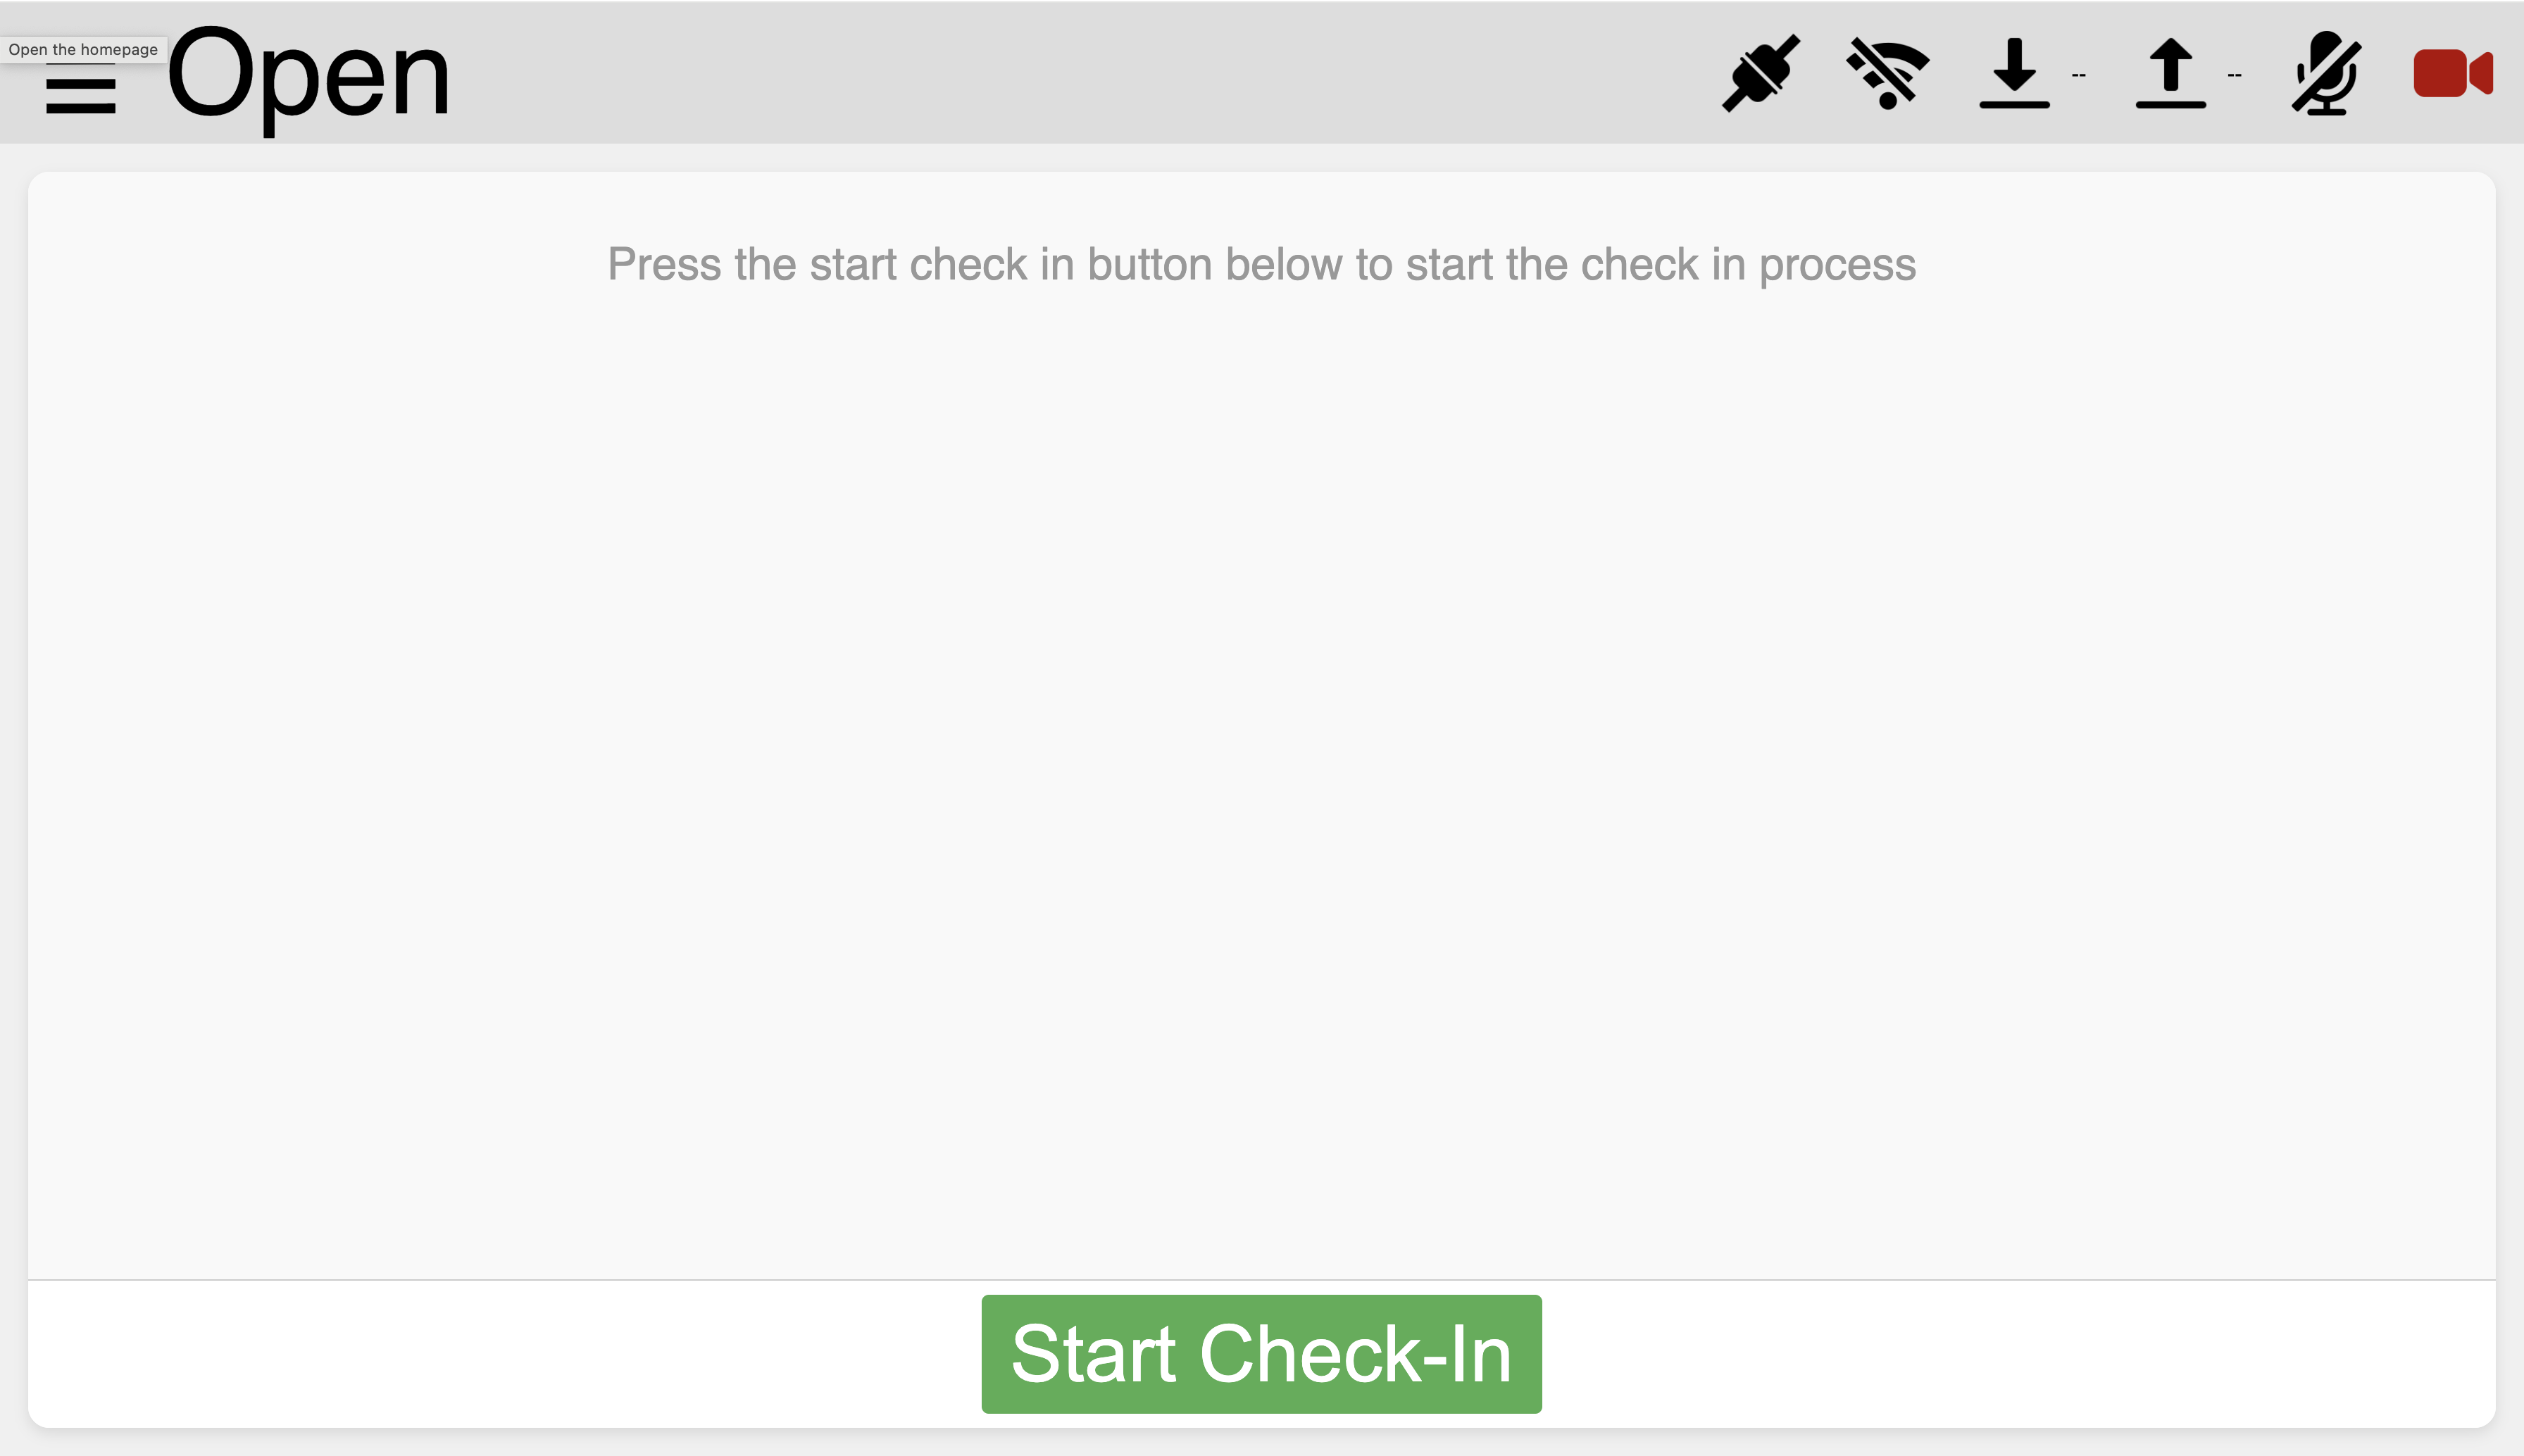 Open the homepage
Open
--
--
Press the start check in button below to start the check in process
Start Check-In